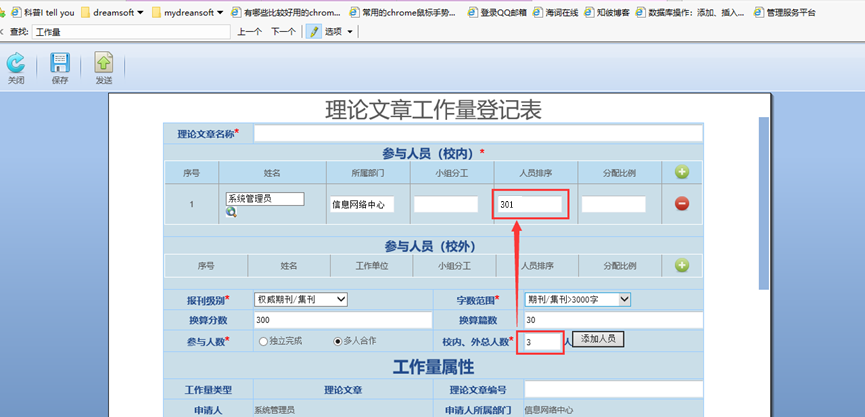 科普I tell you dreamsoft mydreansoft 有哪些比较好用的chrom... 常用的chrome鼠标手势... 登录QQ邮箱 海词在线 知彼博客 数据库操作：添加、插入... 管理服务平台
查找: 工作量 上一个 下一个 选项
关闭 保存 发送
理论文章工作量登记表
理论文章名称*
参与人员（校内）*
序号 姓名 所属部门 小组分工 人员排序 分配比例
1 系统管理员 信息网络中心 301
参与人员（校外）
序号 姓名 工作单位 小组分工 人员排序 分配比例
报刊级别* 权威期刊/集刊 字数范围* 期刊/集刊>3000字
换算分数 300 换算篇数 30
参与人数* 独立完成 多人合作 校内、外总人数* 3 人 添加人员
工作量属性
工作量类型 理论文章 理论文章编号
申请人 系统管理员 申请人所属部门 信息网络中心